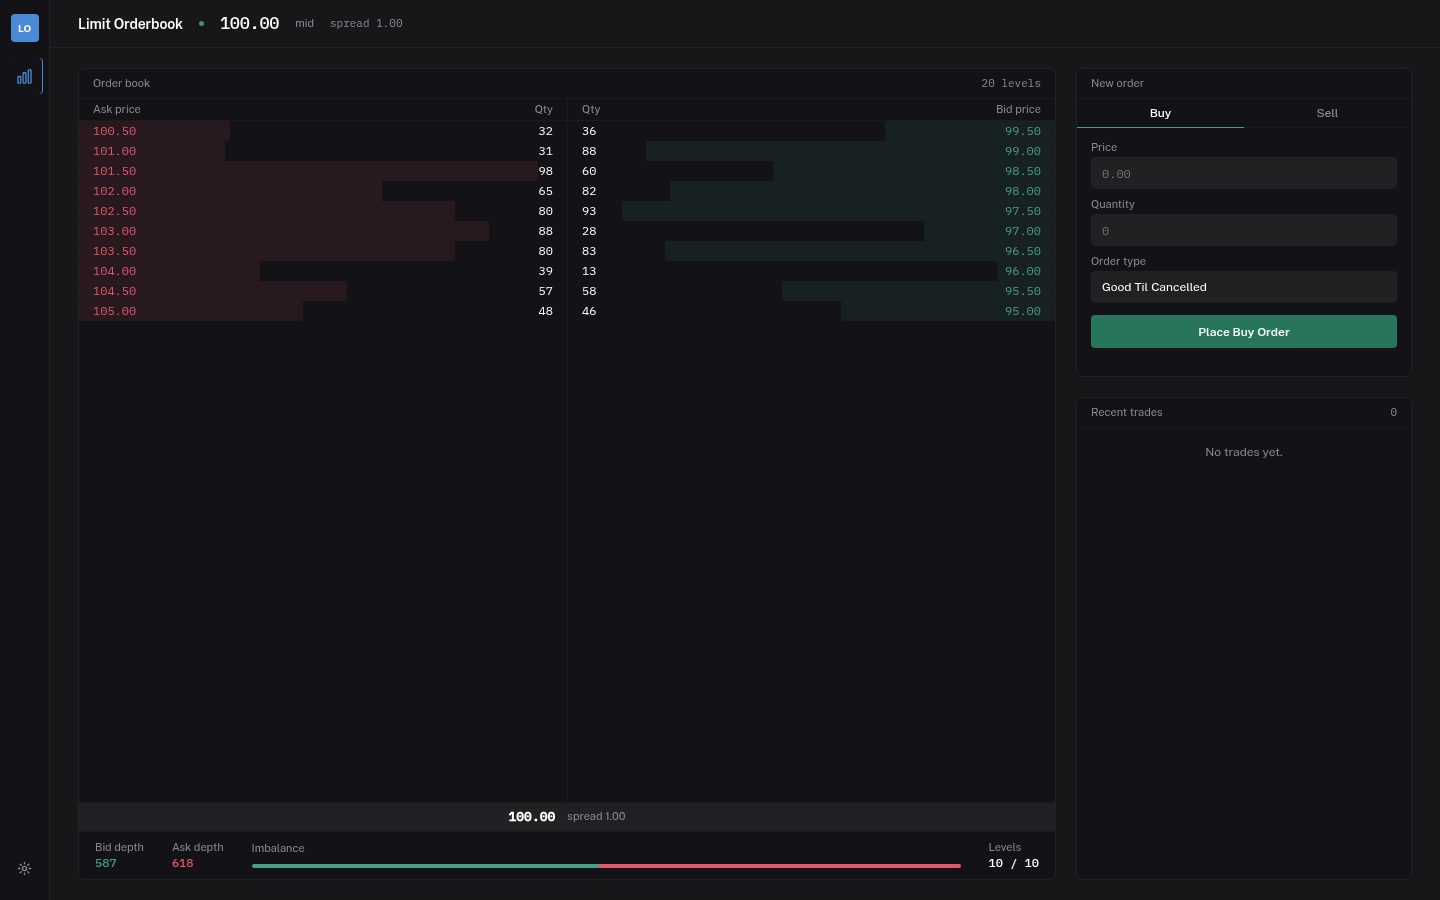 LO
Limit Orderbook 100.00 mid spread 1.00
Order book 20 levels
Ask price Qty Qty Bid price
100.50 32 36 99.50
101.00 31 88 99.00
101.50 98 60 98.50
102.00 65 82 98.00
102.50 80 93 97.50
103.00 88 28 97.00
103.50 80 83 96.50
104.00 39 13 96.00
104.50 57 58 95.50
105.00 48 46 95.00
100.00 spread 1.00
Bid depth Ask depth Imbalance Levels
587 618 10 / 10
New order
Buy Sell
Price
0.00
Quantity
0
Order type
Good Til Cancelled
Place Buy Order
Recent trades 0
No trades yet.